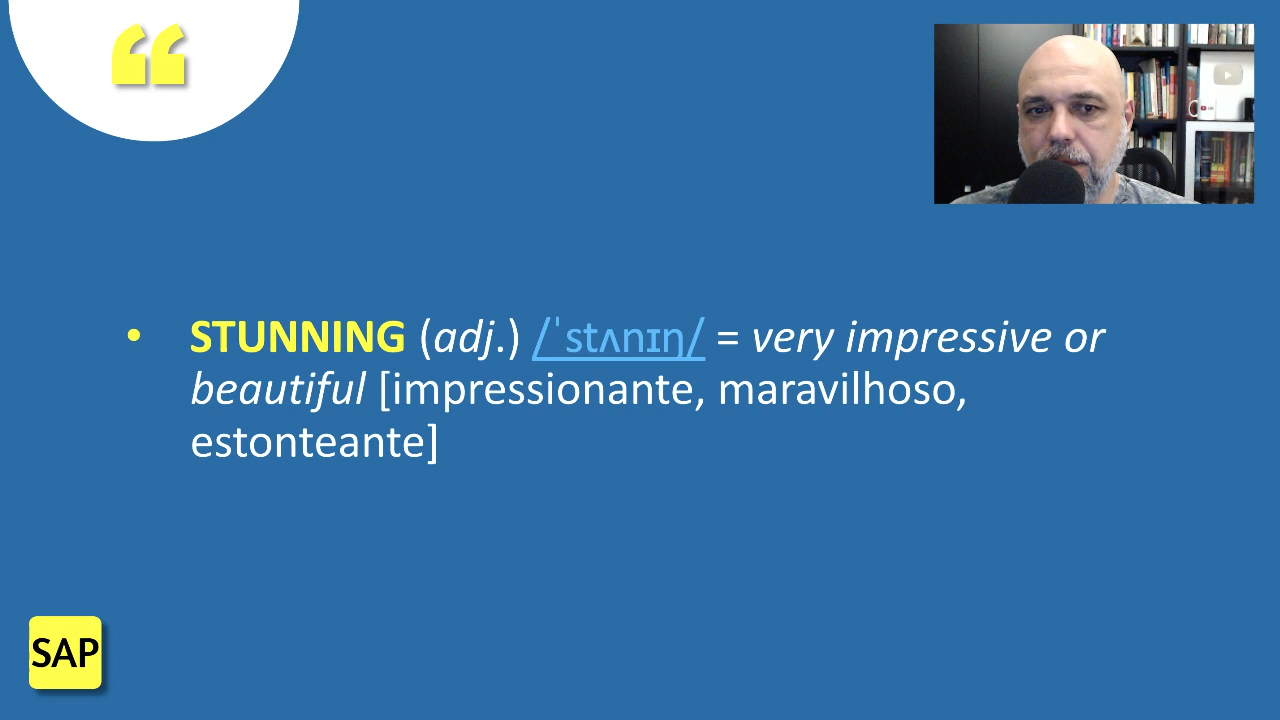 “
• STUNNING (adj.) /ˈstʌnɪŋ/ = very impressive or
beautiful [impressionante, maravilhoso,
estonteante]
SAP